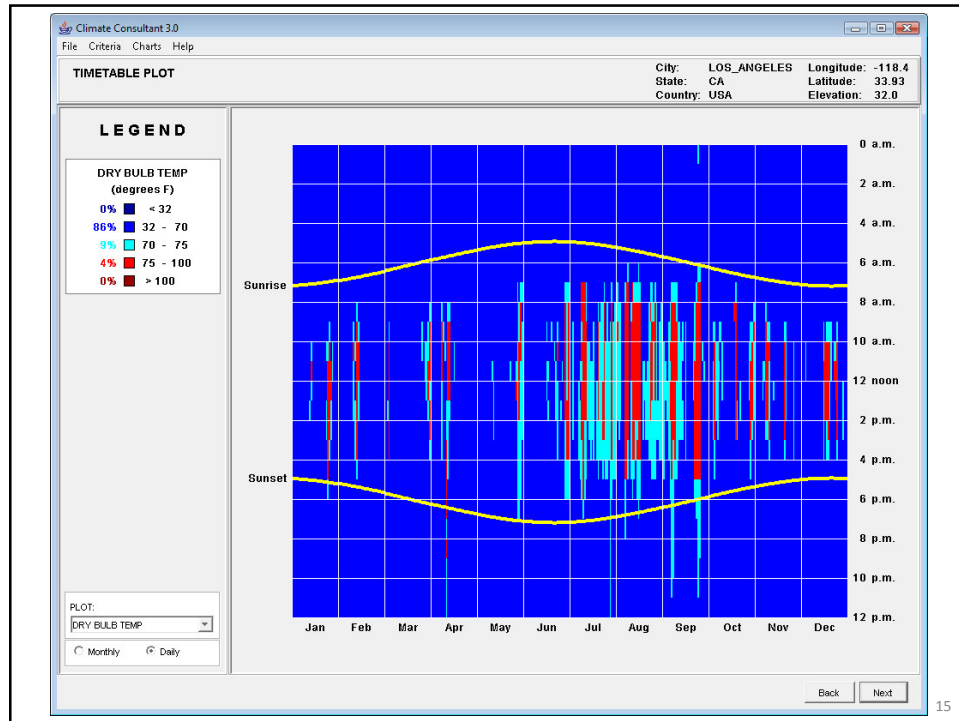 Climate Consultant 3.0
File Criteria Charts Help
TIMETABLE PLOT
City: LOS_ANGELES Longitude: -118.4
State: CA Latitude: 33.93
Country: USA Elevation: 32.0
LEGEND
DRY BULB TEMP
(degrees F)
0% < 32
86% 32 - 70
9% 70 - 75
4% 75 - 100
0% > 100
0 a.m.
2 a.m.
4 a.m.
6 a.m.
Sunrise
8 a.m.
10 a.m.
12 noon
2 p.m.
4 p.m.
Sunset
6 p.m.
8 p.m.
10 p.m.
12 p.m.
Jan Feb Mar Apr May Jun Jul Aug Sep Oct Nov Dec
PLOT:
DRY BULB TEMP
Monthly Daily
Back Next
15